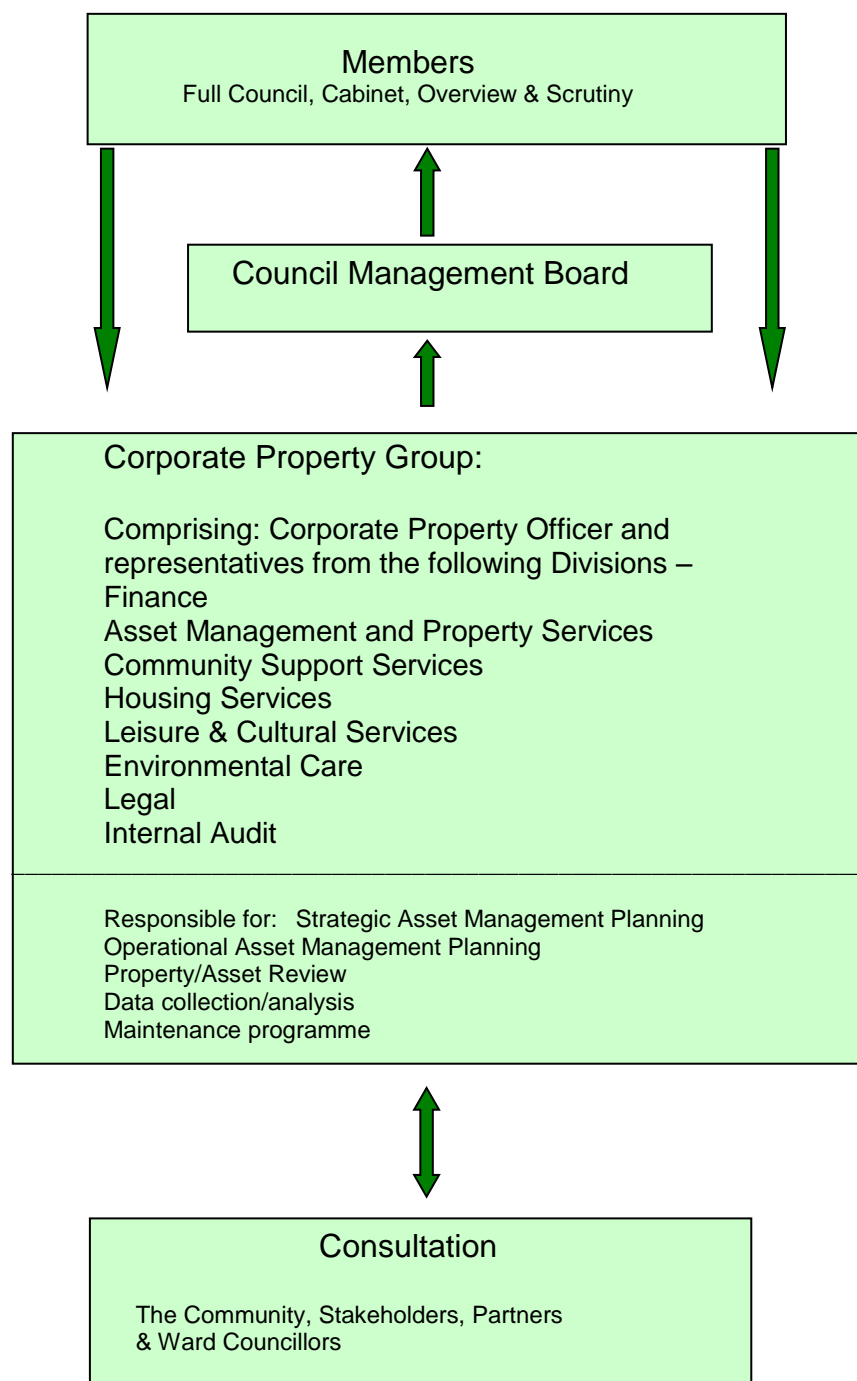 Members
Full Council, Cabinet, Overview & Scrutiny
Council Management Board
Corporate Property Group:
Comprising: Corporate Property Officer and
representatives from the following Divisions –
Finance
Asset Management and Property Services
Community Support Services
Housing Services
Leisure & Cultural Services
Environmental Care
Legal
Internal Audit
Responsible for: Strategic Asset Management Planning
Operational Asset Management Planning
Property/Asset Review
Data collection/analysis
Maintenance programme
Consultation
The Community, Stakeholders, Partners
& Ward Councillors